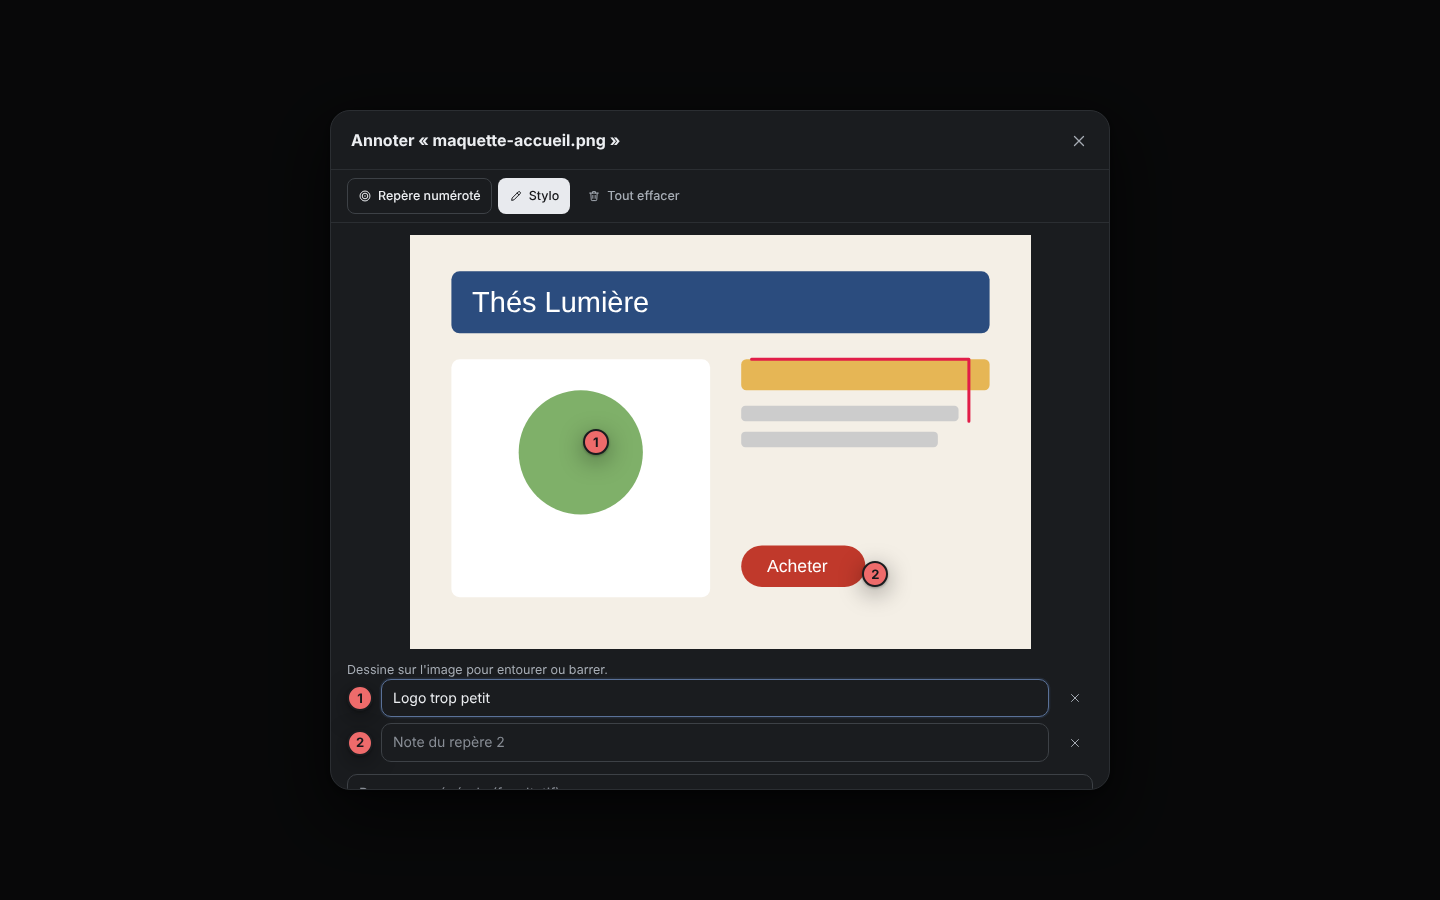 Annoter « maquette-accueil.png »
Repère numéroté
Stylo
Tout effacer
Thés Lumière
1
Acheter
2
Dessine sur l'image pour entourer ou barrer.
1 Logo trop petit
2 Note du repère 2